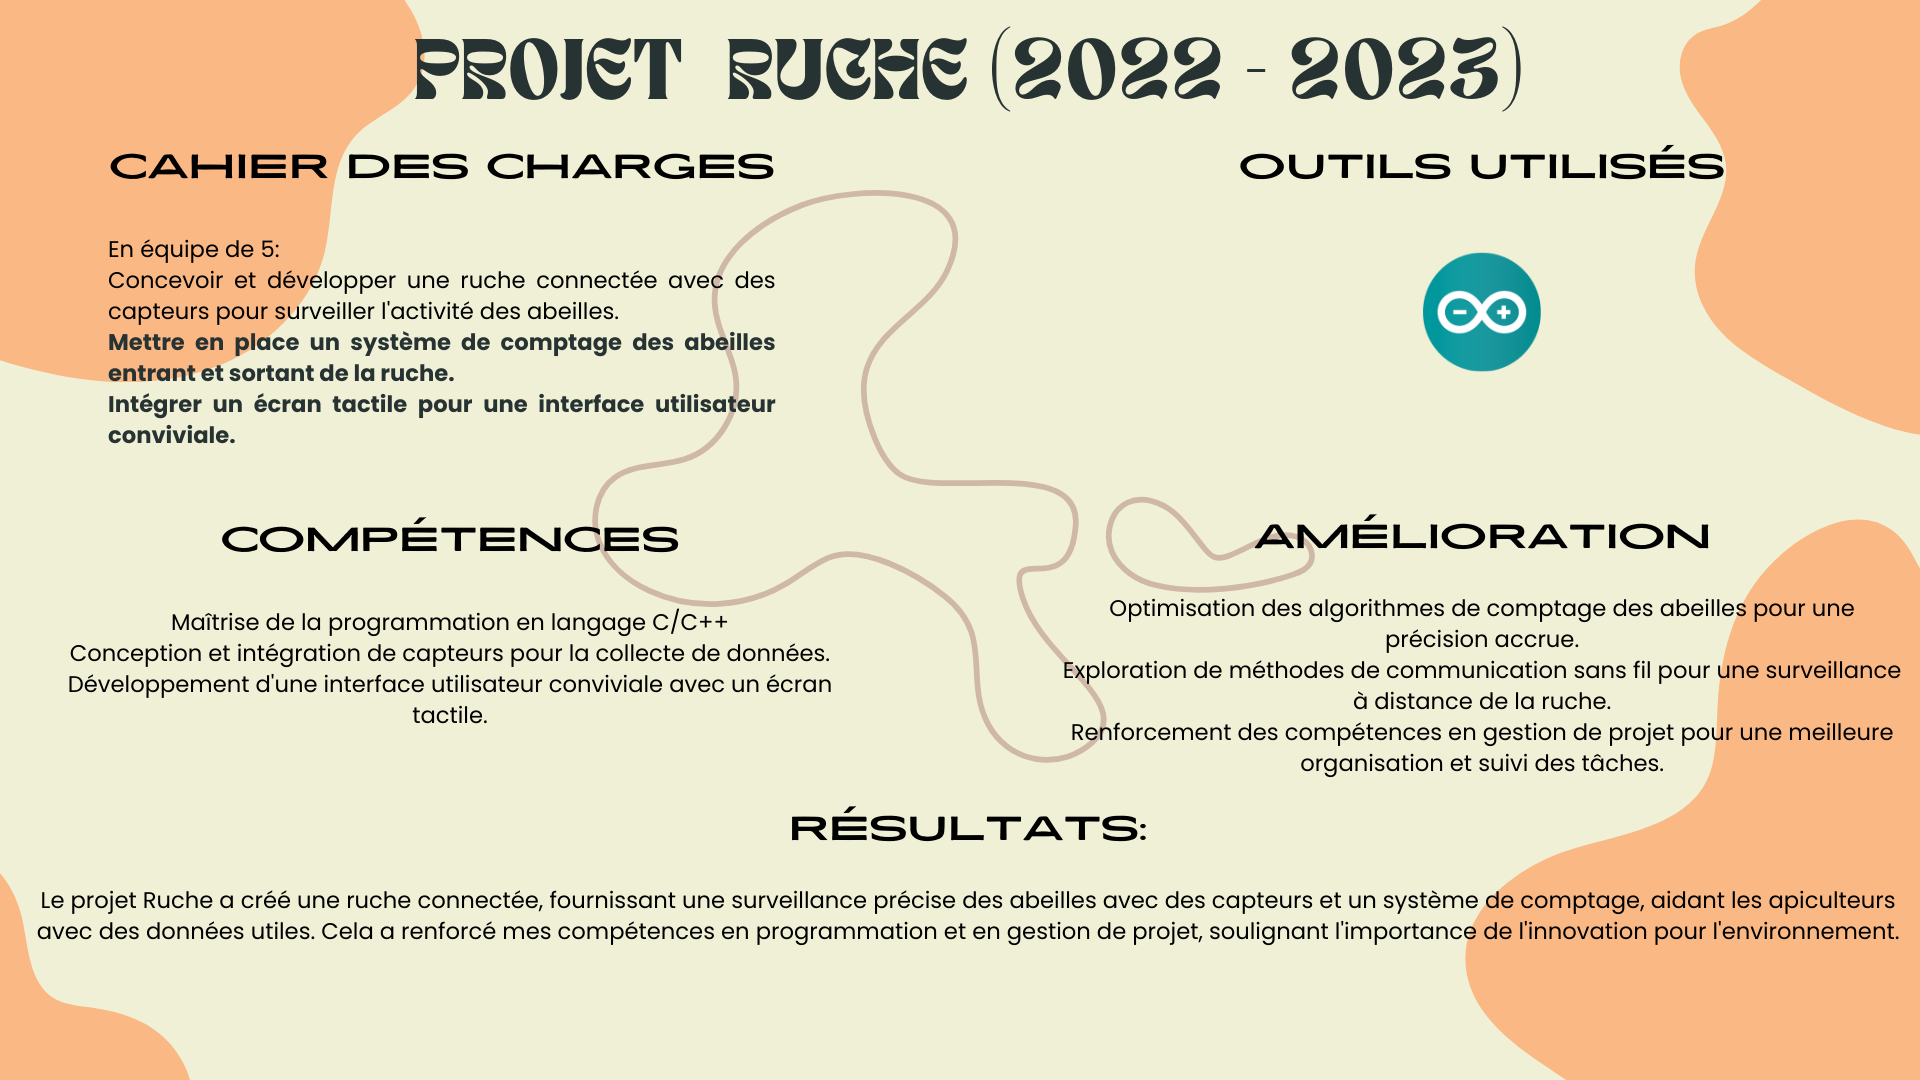 PROJET RUCHE (2022 - 2023)
CAHIER DES CHARGES
En équipe de 5:
Concevoir et développer une ruche connectée avec des
capteurs pour surveiller l'activité des abeilles.
Mettre en place un système de comptage des abeilles
entrant et sortant de la ruche.
Intégrer un écran tactile pour une interface utilisateur
conviviale.
OUTILS UTILISÉS
COMPÉTENCES
Maîtrise de la programmation en langage C/C++
Conception et intégration de capteurs pour la collecte de données.
Développement d'une interface utilisateur conviviale avec un écran
tactile.
AMÉLIORATION
Optimisation des algorithmes de comptage des abeilles pour une
précision accrue.
Exploration de méthodes de communication sans fil pour une surveillance
à distance de la ruche.
Renforcement des compétences en gestion de projet pour une meilleure
organisation et suivi des tâches.
RÉSULTATS:
Le projet Ruche a créé une ruche connectée, fournissant une surveillance précise des abeilles avec des capteurs et un système de comptage, aidant les apiculteurs
avec des données utiles. Cela a renforcé mes compétences en programmation et en gestion de projet, soulignant l'importance de l'innovation pour l'environnement.